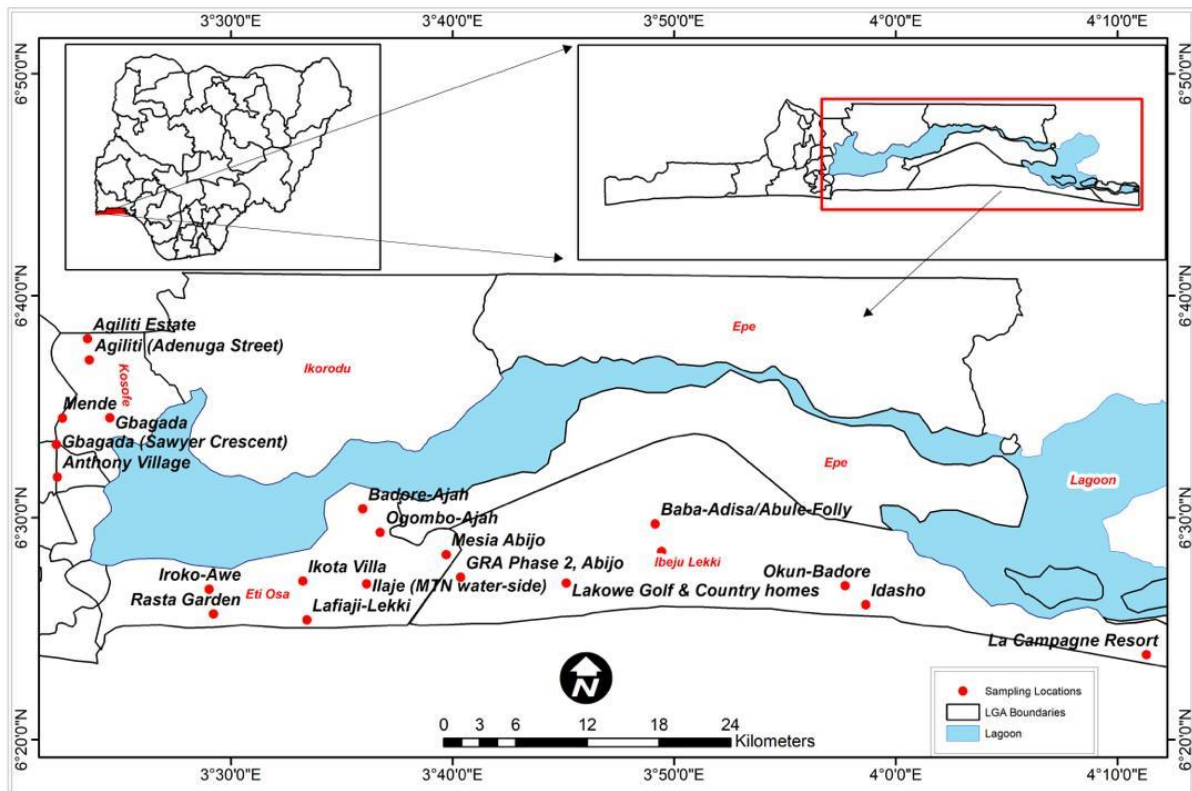 3°30'0"E
3°40'0"E
3°50'0"E
4°0'0"E
4°10'0"E
6°50'0"N
6°50'0"N
6°40'0"N
6°40'0"N
Agiliti Estate
Agiliti (Adenuga Street)
Kosofe
Ikorodu
Epe
Mende
Gbagada
Gbagada (Sawyer Crescent)
Anthony Village
Epe
Lagoon
6°30'0"N
6°30'0"N
Badore-Ajah
Ogombo-Ajah
Baba-Adisa/Abule-Folly
Mesia Abijo
Ibeju Lekki
GRA Phase 2, Abijo
Iroko-Awe
Ikota Villa
Ilaje (MTN water-side)
Lakowe Golf & Country homes
Okun-Badore
Idasho
Eti Osa
Rasta Garden
Lafiaji-Lekki
La Campagne Resort
N
Sampling Locations
LGA Boundaries
Lagoon
0 3 6 12 18 24
Kilometers
6°20'0"N
6°20'0"N
3°30'0"E
3°40'0"E
3°50'0"E
4°0'0"E
4°10'0"E